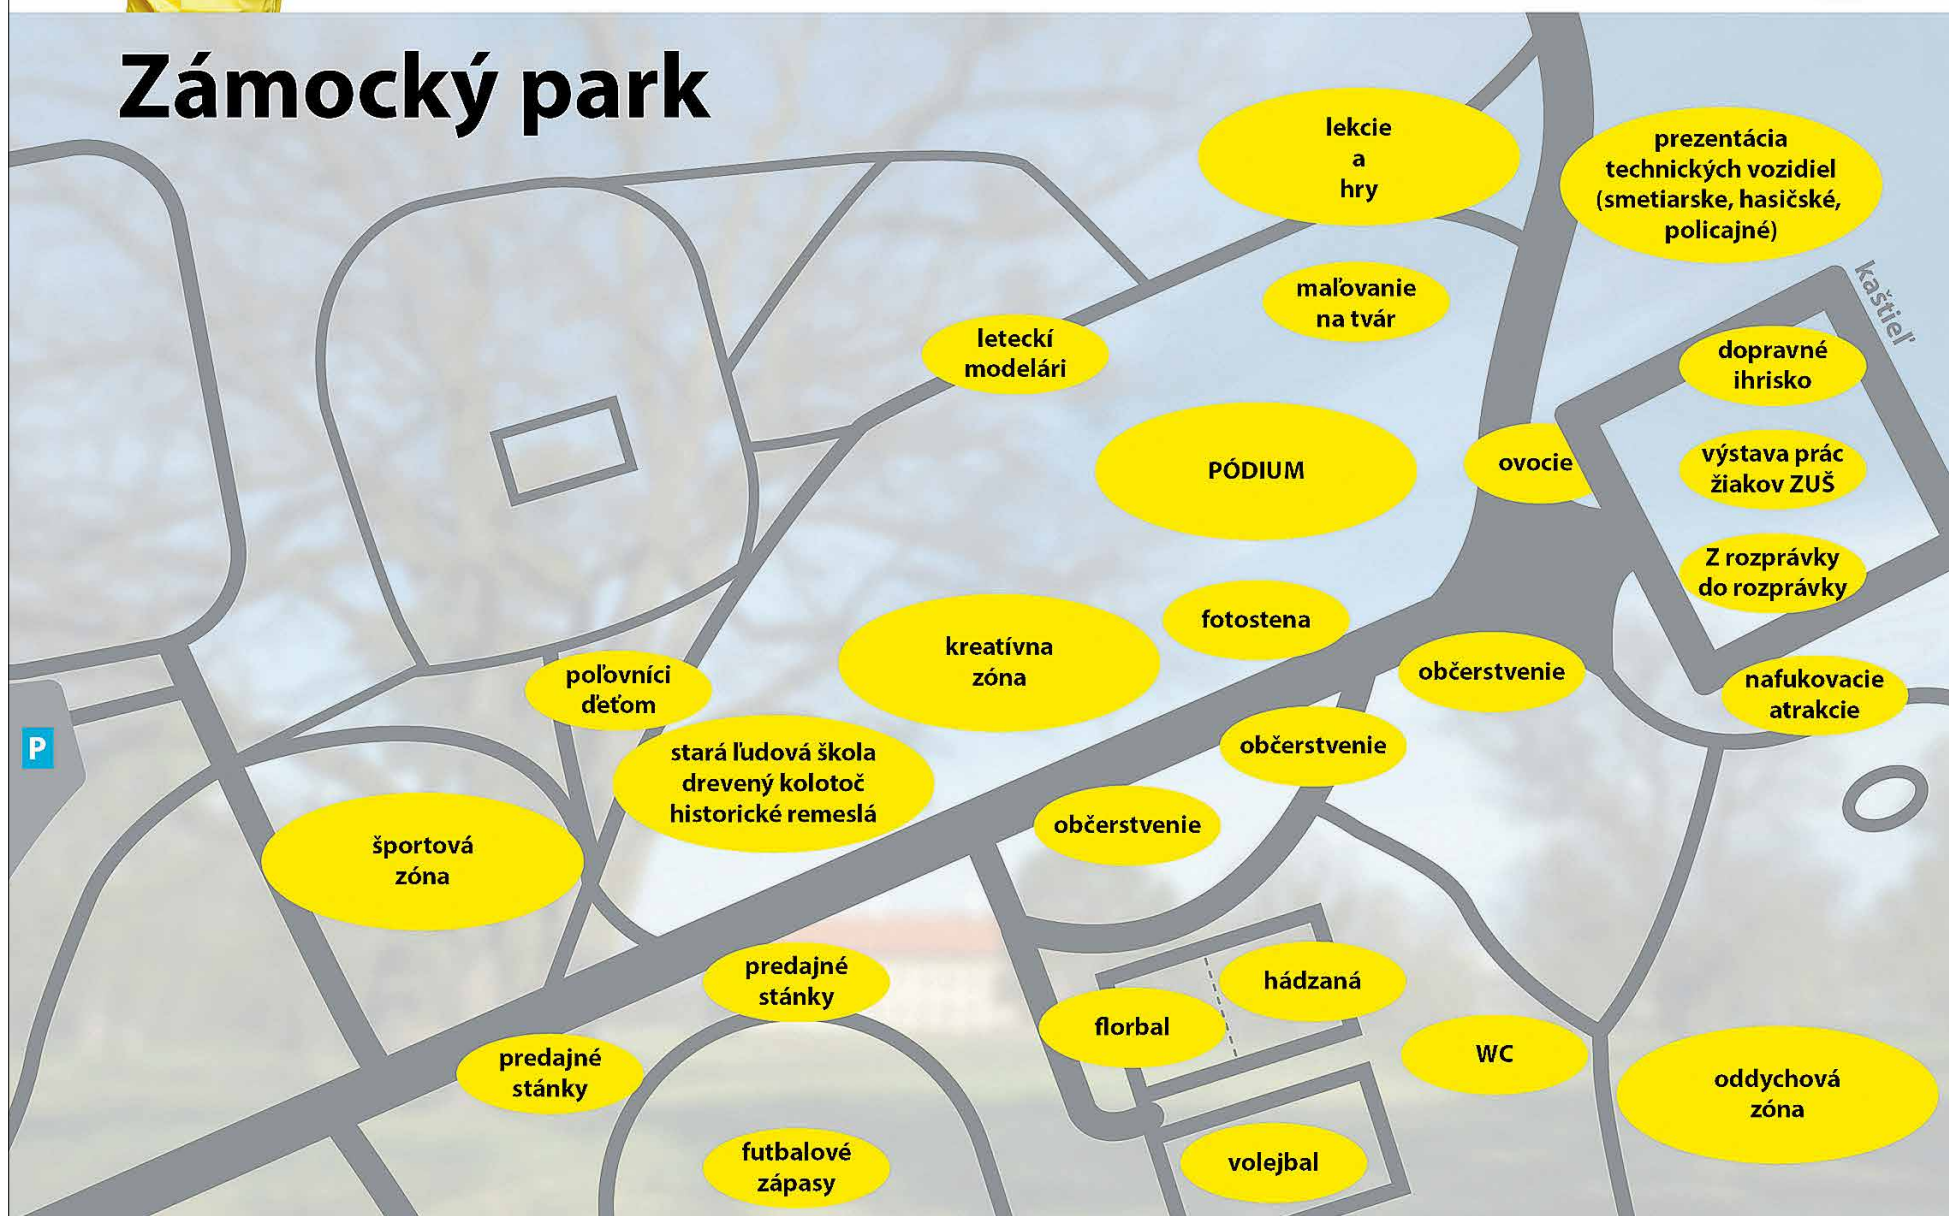 Zámocký park
lekcie
a
hry
prezentácia
technických vozidiel
(smetiarske, hasičské,
policajné)
kaštieľ
maľovanie
na tvár
leteckí
modelári
dopravné
ihrisko
PÓDIUM
ovocie
výstava prác
žiakov ZUŠ
Z rozprávky
do rozprávky
fotostena
kreatívna
zóna
občerstvenie
poľovníci
ďeťom
nafukovacie
atrakcie
občerstvenie
P
stará ľudová škola
drevený kolotoč
historické remeslá
občerstvenie
športová
zóna
predajné
stánky
hádzaná
florbal
WC
predajné
stánky
oddychová
zóna
futbalové
zápasy
volejbal